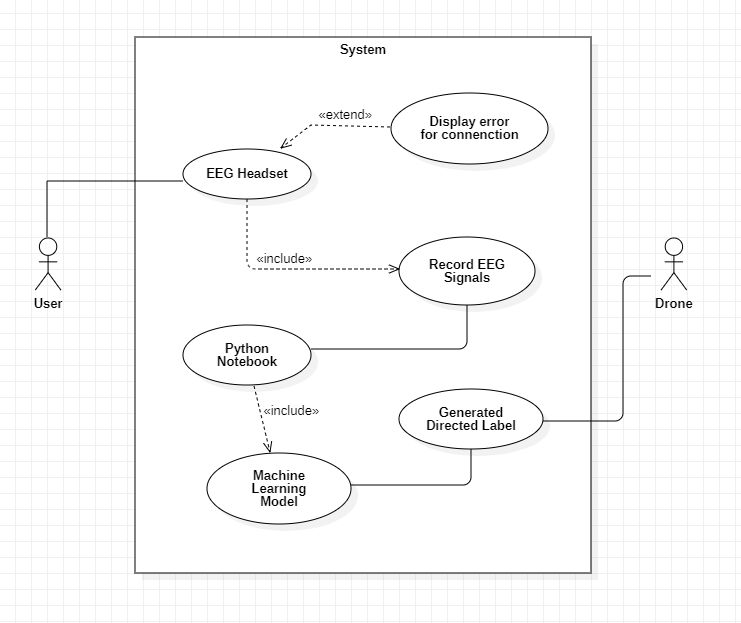 System
«extend»
Display error
for connenction
EEG Headset
«include»
Record EEG
Signals
User
Drone
Python
Notebook
«include»
Generated
Directed Label
Machine
Learning
Model